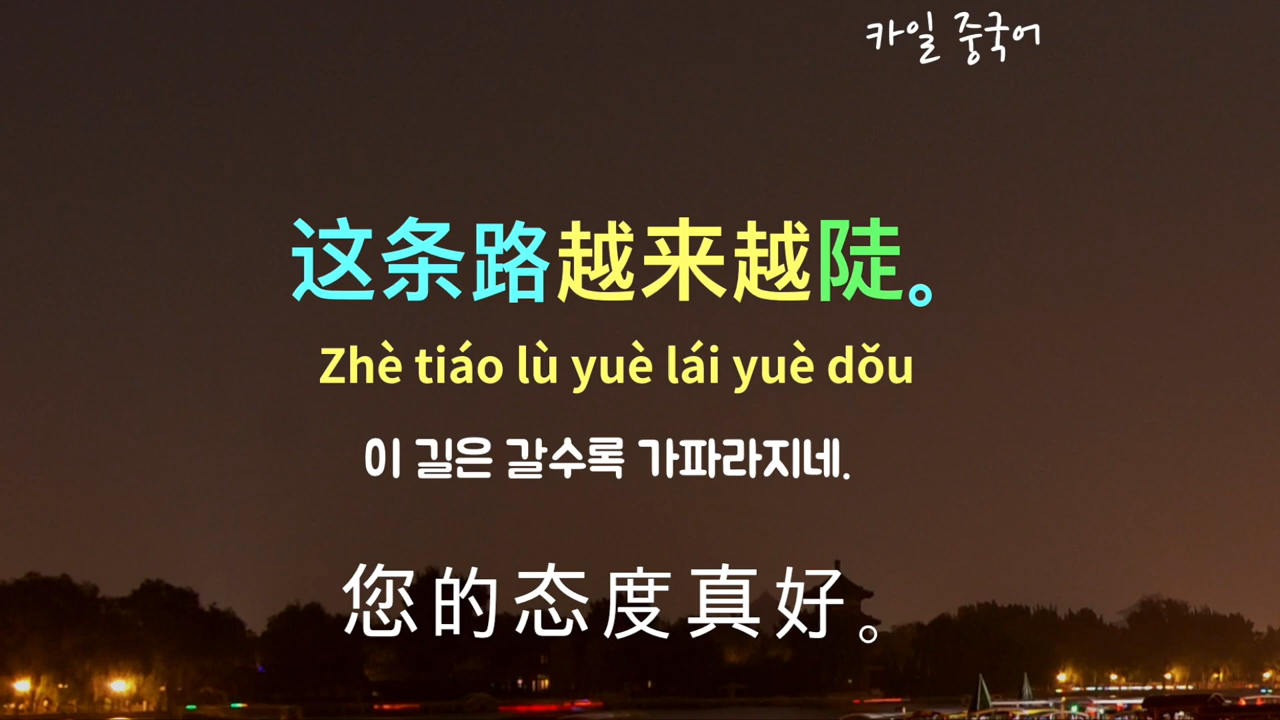 카일 중국어
这条路越来越陡。
Zhè tiáo lù yuè lái yuè dǒu
이 길은 갈수록 가파라지네.
您的态度真好。